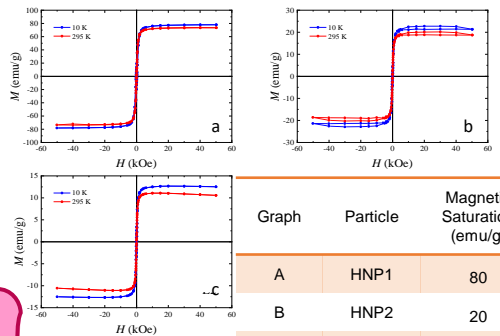 100
80
60
40
20
0
-20
-40
-60
-80
-100
M (emu/g)
10 K
295 K
a
-60 -40 -20 0 20 40 60
H (kOe)
30
20
10
0
-10
-20
-30
M (emu/g)
10 K
295 K
b
-60 -40 -20 0 20 40 60
H (kOe)
15
10
5
0
-5
-10
-15
M (emu/g)
10 K
295 K
c
-60 -40 -20 0 20 40 60
H (kOe)
Graph Particle
(emu/g
A HNP1 80
B HNP2 20